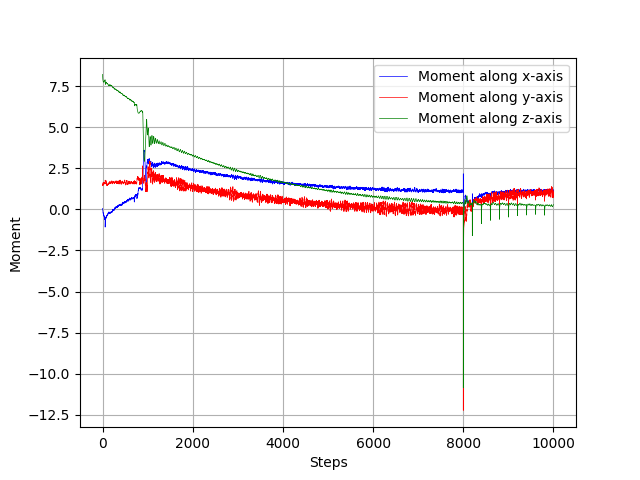 Moment along x-axis
Moment along y-axis
Moment along z-axis
7.5
5.0
2.5
0.0
−2.5
−5.0
−7.5
−10.0
−12.5
Moment
0 2000 4000 6000 8000 10000
Steps